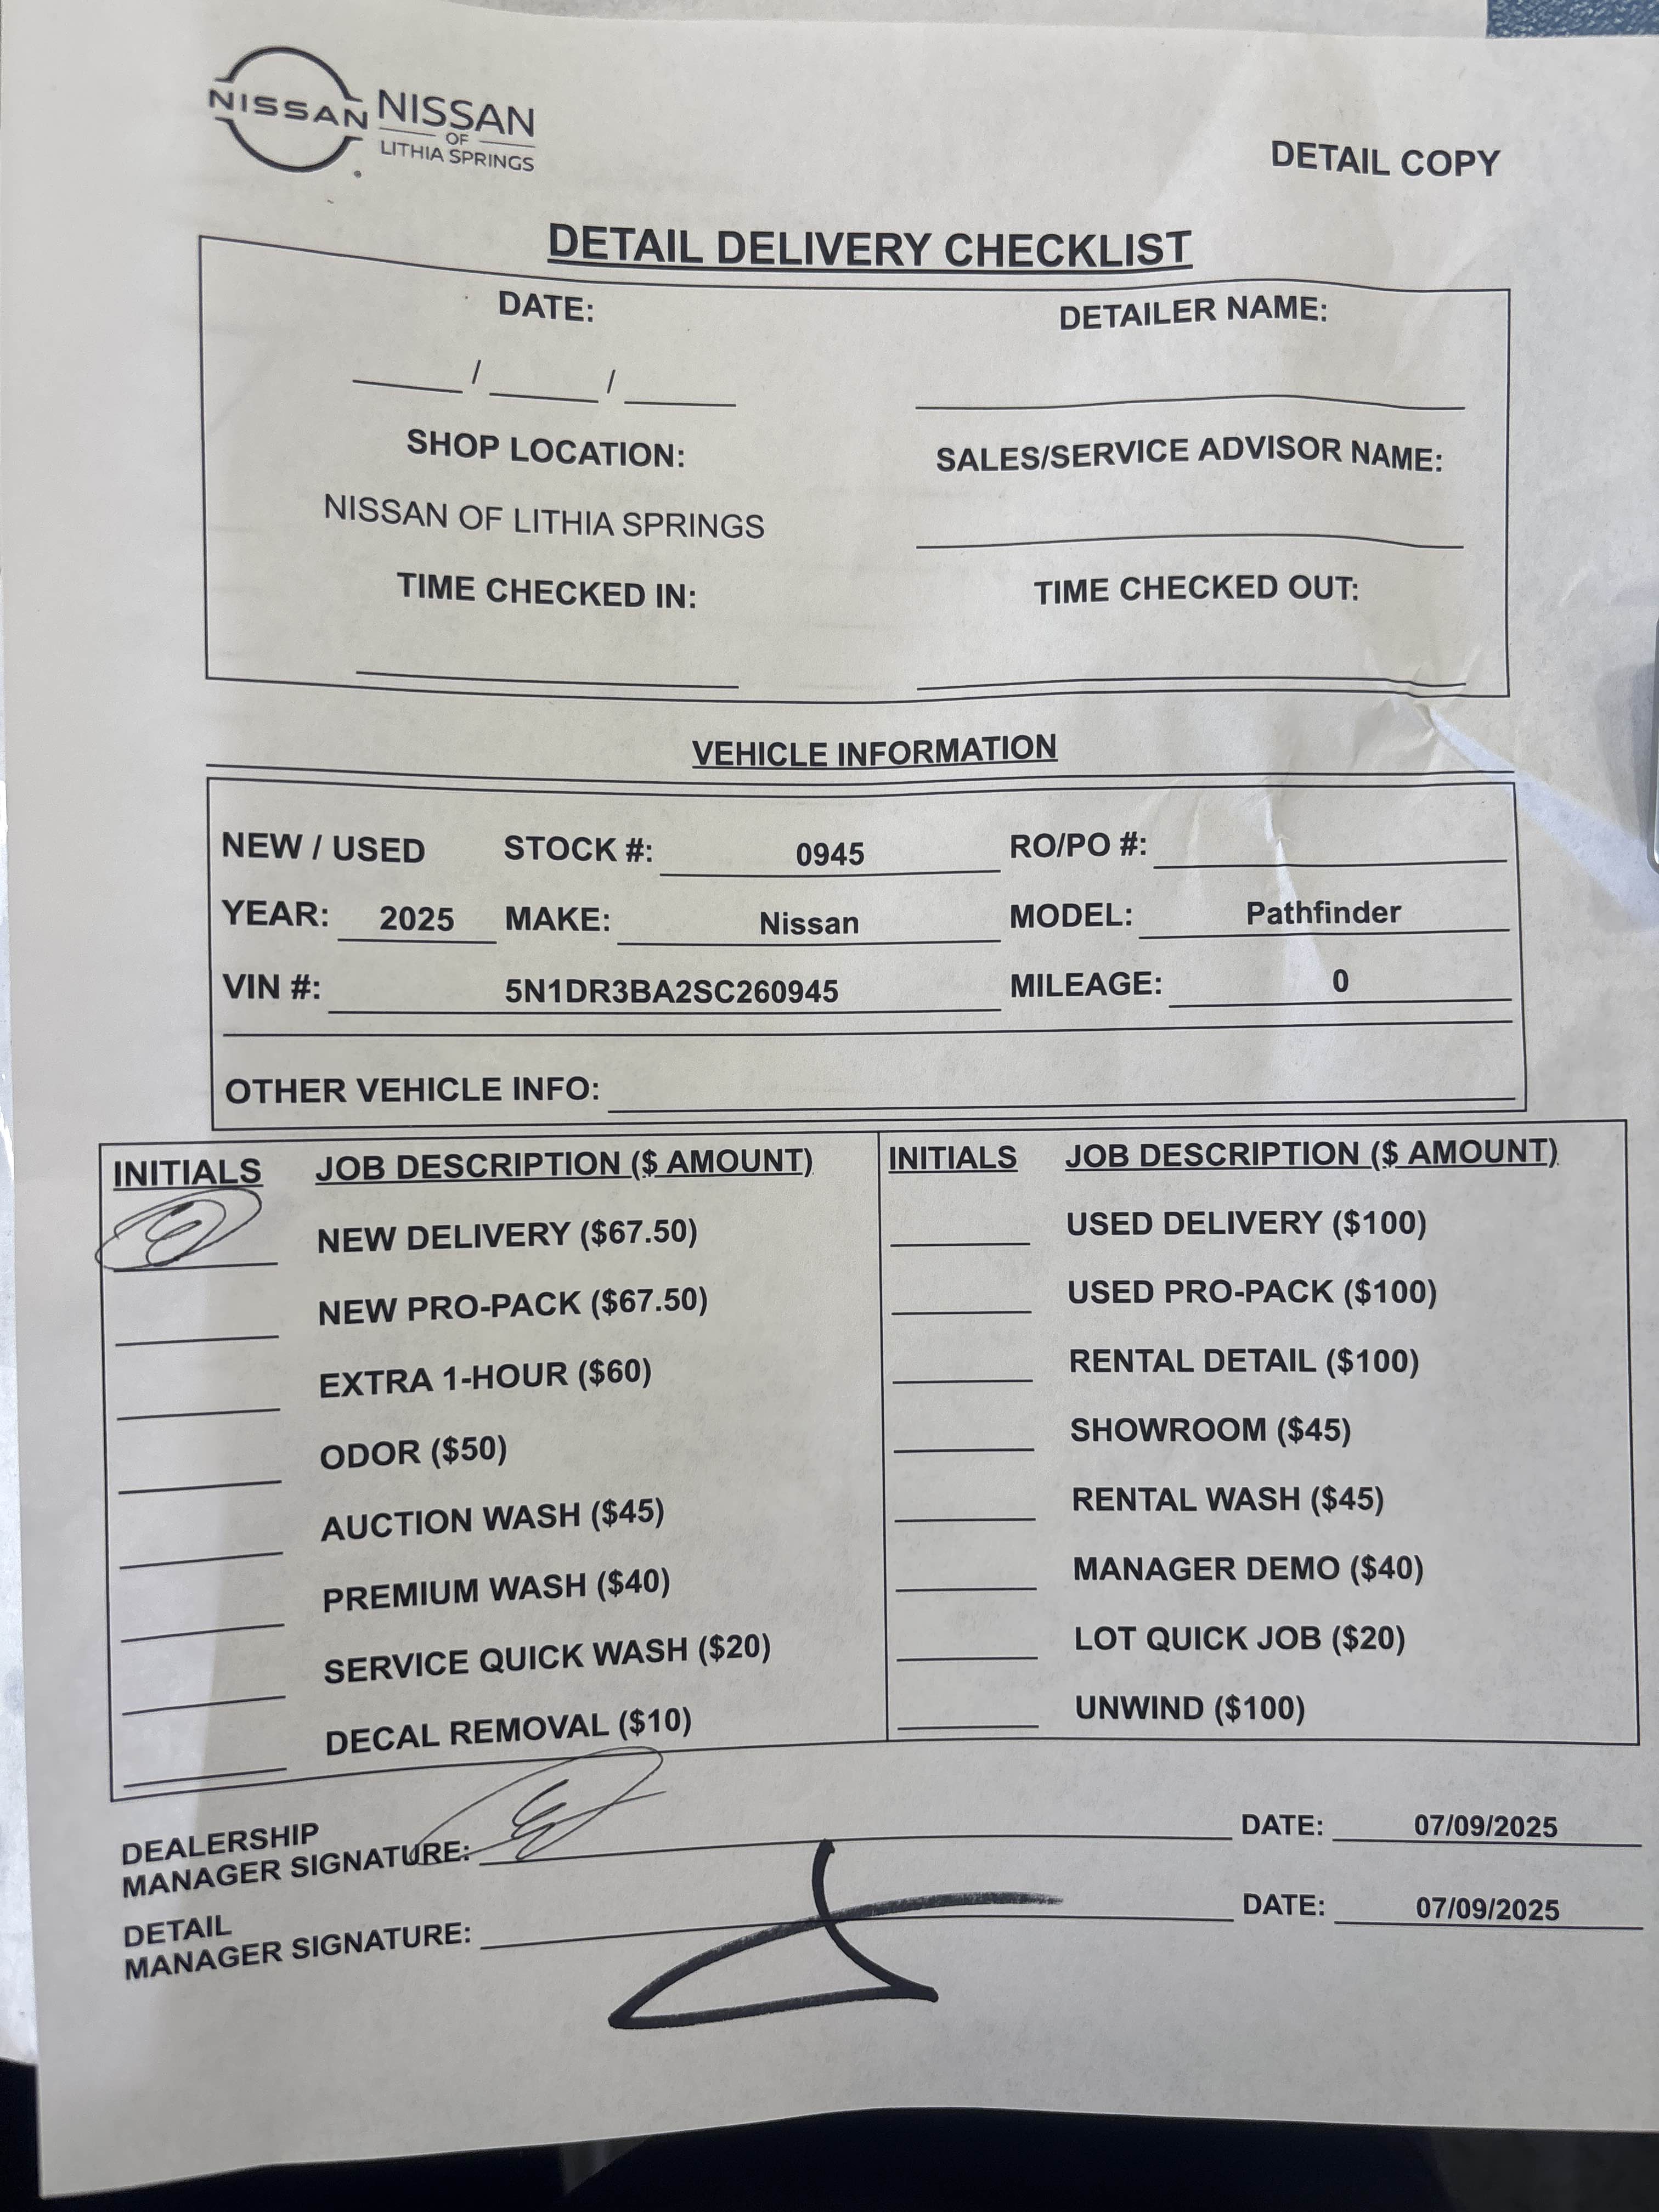 NISSAN NISSAN
OF
LITHIA SPRINGS
DETAIL COPY
DETAIL DELIVERY CHECKLIST
DATE: DETAILER NAME:
____ / ____ / ____
SHOP LOCATION: SALES/SERVICE ADVISOR NAME:
NISSAN OF LITHIA SPRINGS
TIME CHECKED IN: TIME CHECKED OUT:
VEHICLE INFORMATION
NEW / USED STOCK #: 0945 RO/PO #:
YEAR: 2025 MAKE: Nissan MODEL: Pathfinder
VIN #: 5N1DR3BA2SC260945 MILEAGE: 0
OTHER VEHICLE INFO:
INITIALS JOB DESCRIPTION ($ AMOUNT)
NEW DELIVERY ($67.50)
NEW PRO-PACK ($67.50)
EXTRA 1-HOUR ($60)
ODOR ($50)
AUCTION WASH ($45)
PREMIUM WASH ($40)
SERVICE QUICK WASH ($20)
DECAL REMOVAL ($10)
INITIALS JOB DESCRIPTION ($ AMOUNT)
USED DELIVERY ($100)
USED PRO-PACK ($100)
RENTAL DETAIL ($100)
SHOWROOM ($45)
RENTAL WASH ($45)
MANAGER DEMO ($40)
LOT QUICK JOB ($20)
UNWIND ($100)
DEALERSHIP
MANAGER SIGNATURE: DATE: 07/09/2025
DETAIL
MANAGER SIGNATURE: DATE: 07/09/2025